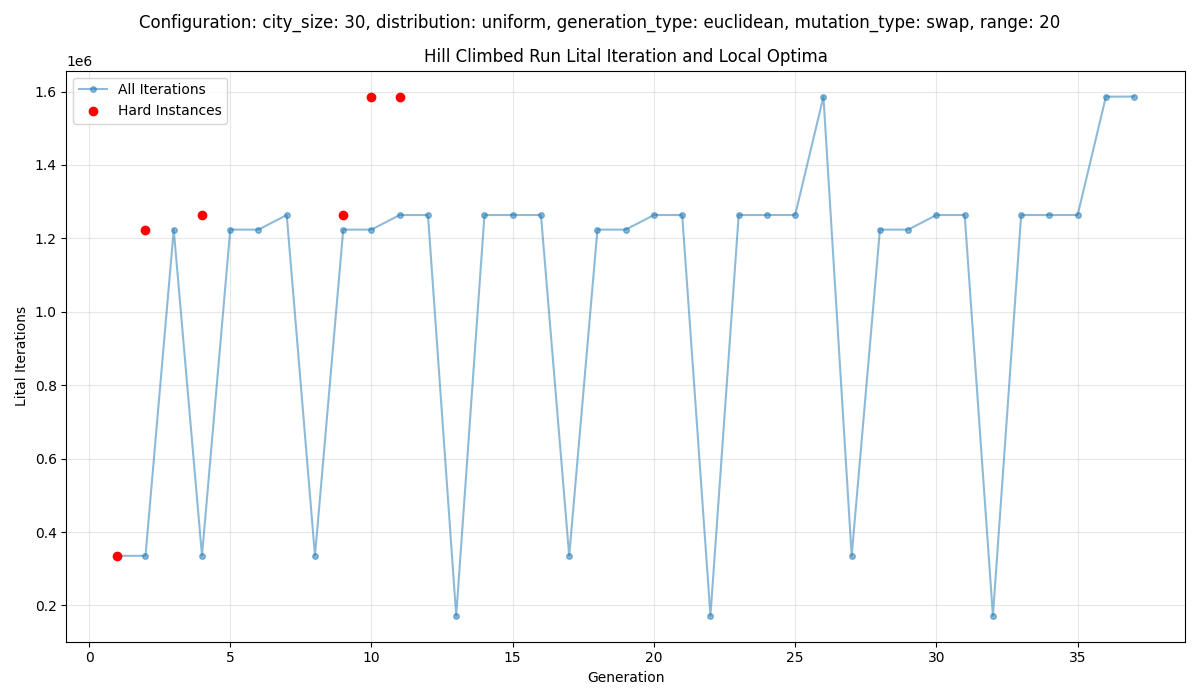 Configuration: city_size: 30, distribution: uniform, generation_type: euclidean, mutation_type: swap, range: 20
Hill Climbed Run Lital Iteration and Local Optima
1e6
All Iterations
Hard Instances
1.6
1.4
1.2
1.0
0.8
0.6
0.4
0.2
Lital Iterations
0 5 10 15 20 25 30 35
Generation